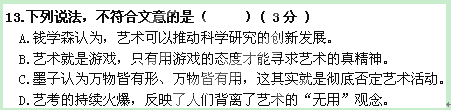 13.下列说法，不符合文意的是（　　）（3分）
A.钱学森认为，艺术可以推动科学研究的创新发展。
B.艺术就是游戏，只有用游戏的态度才能寻求艺术的真精神。
C.墨子认为万物皆有形、万物皆有用，这其实就是彻底否定艺术活动。
D.艺考的持续火爆，反映了人们背离了艺术的“无用”观念。